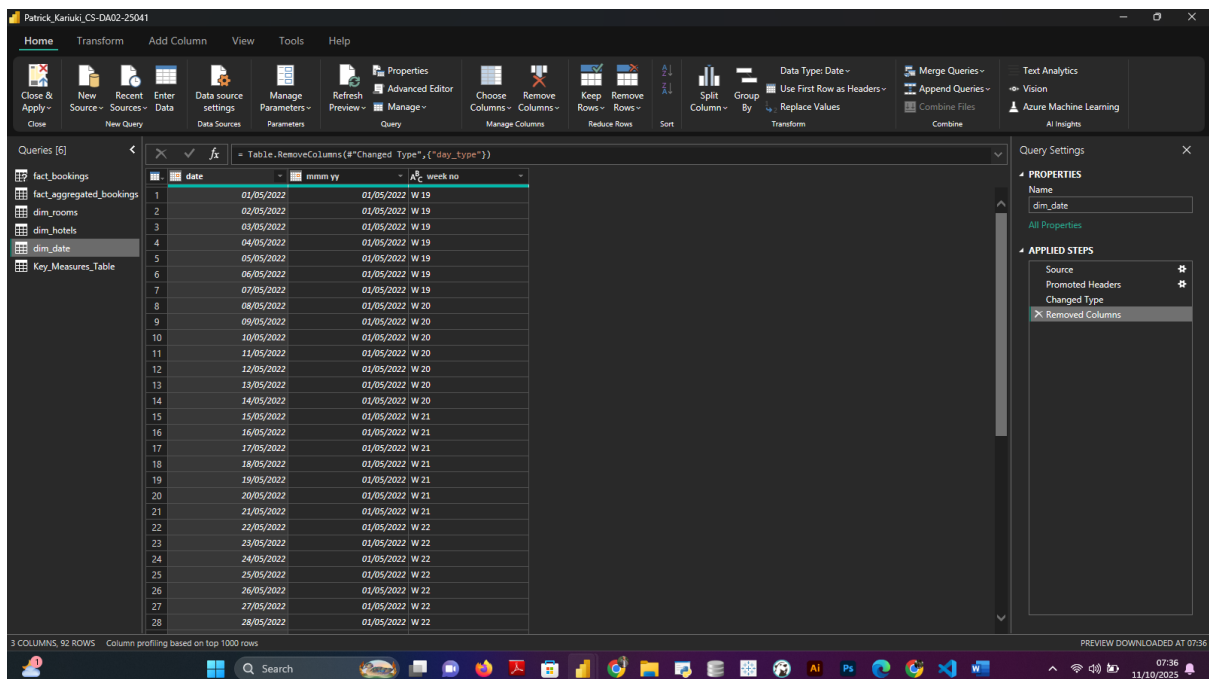 Patrick_Kariuki_CS-DA02-25041
Home Transform Add Column View Tools Help
Close & Apply
New Source
Recent Sources
Enter Data
Data source settings
Manage Parameters
Refresh Preview
Properties
Advanced Editor
Manage
Choose Columns
Remove Columns
Keep Rows
Remove Rows
Split Column
Group By
Data Type: Date
Use First Row as Headers
Replace Values
Merge Queries
Append Queries
Combine Files
Text Analytics
Vision
Azure Machine Learning
Close New Query Data Sources Parameters Query Manage Columns Reduce Rows Sort Transform Combine AI Insights
Queries [6]
fact_bookings
fact_aggregated_bookings
dim_rooms
dim_hotels
dim_date
Key_Measures_Table
fx = Table.RemoveColumns(#"Changed Type",{"day_type"})
date mmm yy ABC week no
1 01/05/2022 01/05/2022 W 19
2 02/05/2022 01/05/2022 W 19
3 03/05/2022 01/05/2022 W 19
4 04/05/2022 01/05/2022 W 19
5 05/05/2022 01/05/2022 W 19
6 06/05/2022 01/05/2022 W 19
7 07/05/2022 01/05/2022 W 19
8 08/05/2022 01/05/2022 W 20
9 09/05/2022 01/05/2022 W 20
10 10/05/2022 01/05/2022 W 20
11 11/05/2022 01/05/2022 W 20
12 12/05/2022 01/05/2022 W 20
13 13/05/2022 01/05/2022 W 20
14 14/05/2022 01/05/2022 W 20
15 15/05/2022 01/05/2022 W 21
16 16/05/2022 01/05/2022 W 21
17 17/05/2022 01/05/2022 W 21
18 18/05/2022 01/05/2022 W 21
19 19/05/2022 01/05/2022 W 21
20 20/05/2022 01/05/2022 W 21
21 21/05/2022 01/05/2022 W 21
22 22/05/2022 01/05/2022 W 22
23 23/05/2022 01/05/2022 W 22
24 24/05/2022 01/05/2022 W 22
25 25/05/2022 01/05/2022 W 22
26 26/05/2022 01/05/2022 W 22
27 27/05/2022 01/05/2022 W 22
28 28/05/2022 01/05/2022 W 22
Query Settings
PROPERTIES
Name
dim_date
All Properties
APPLIED STEPS
Source
Promoted Headers
Changed Type
Removed Columns
3 COLUMNS, 92 ROWS Column profiling based on top 1000 rows
PREVIEW DOWNLOADED AT 07:36
1
Search
Ai
Ps
07:36
11/10/2025